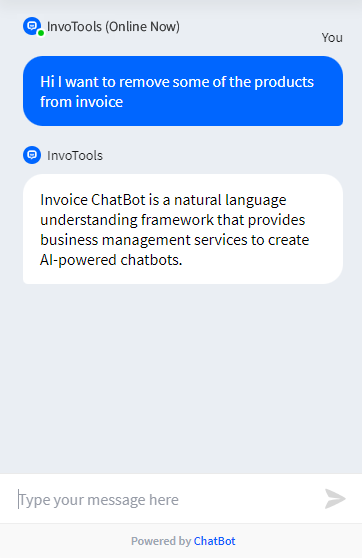 InvoTools (Online Now)
You
Hi I want to remove some of the products
from invoice
InvoTools
Invoice ChatBot is a natural language
understanding framework that provides
business management services to create
AI-powered chatbots.
Type your message here
Powered by ChatBot